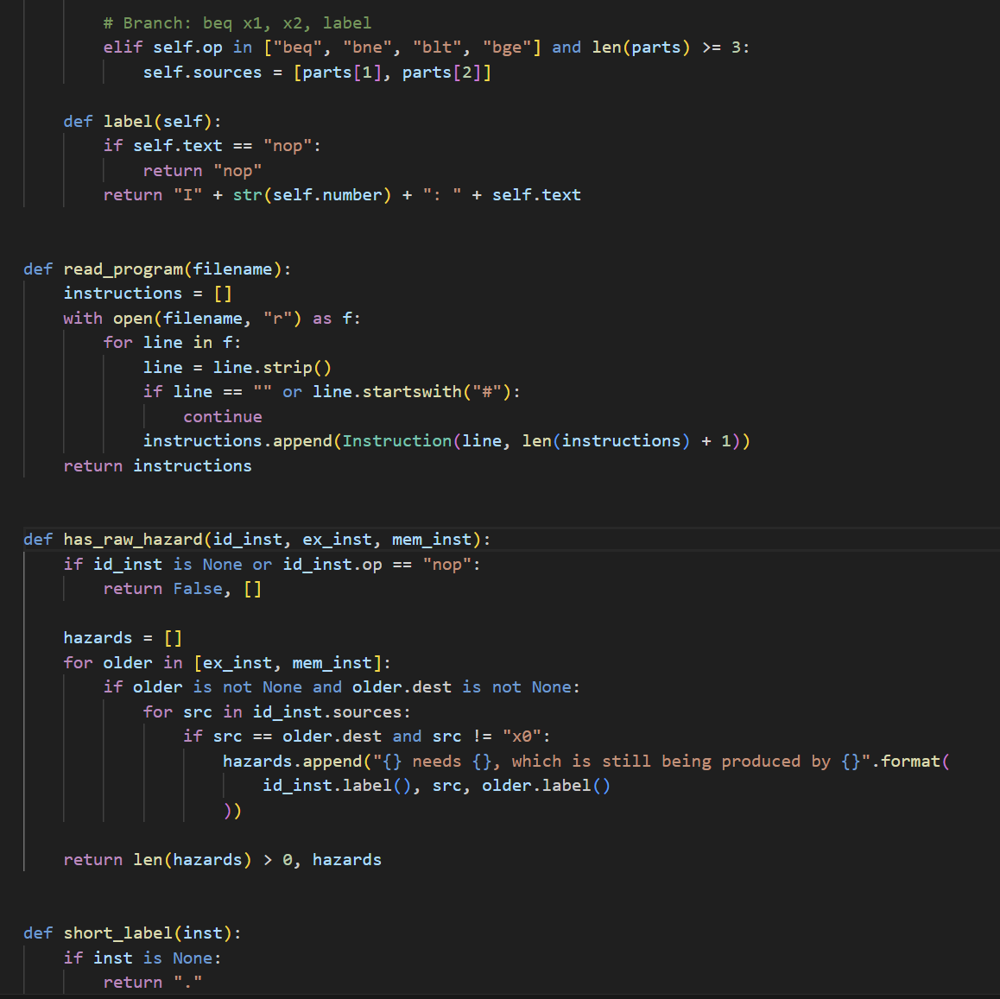 # Branch: beq x1, x2, label
elif self.op in ["beq", "bne", "blt", "bge"] and len(parts) >= 3:
self.sources = [parts[1], parts[2]]
def label(self):
if self.text == "nop":
return "nop"
return "I" + str(self.number) + ": " + self.text
def read_program(filename):
instructions = []
with open(filename, "r") as f:
for line in f:
line = line.strip()
if line == "" or line.startswith("#"):
continue
instructions.append(Instruction(line, len(instructions) + 1))
return instructions
def has_raw_hazard(id_inst, ex_inst, mem_inst):
if id_inst is None or id_inst.op == "nop":
return False, []
hazards = []
for older in [ex_inst, mem_inst]:
if older is not None and older.dest is not None:
for src in id_inst.sources:
if src == older.dest and src != "x0":
hazards.append("{} needs {}, which is still being produced by {}".format(
id_inst.label(), src, older.label()
))
return len(hazards) > 0, hazards
def short_label(inst):
if inst is None:
return "."